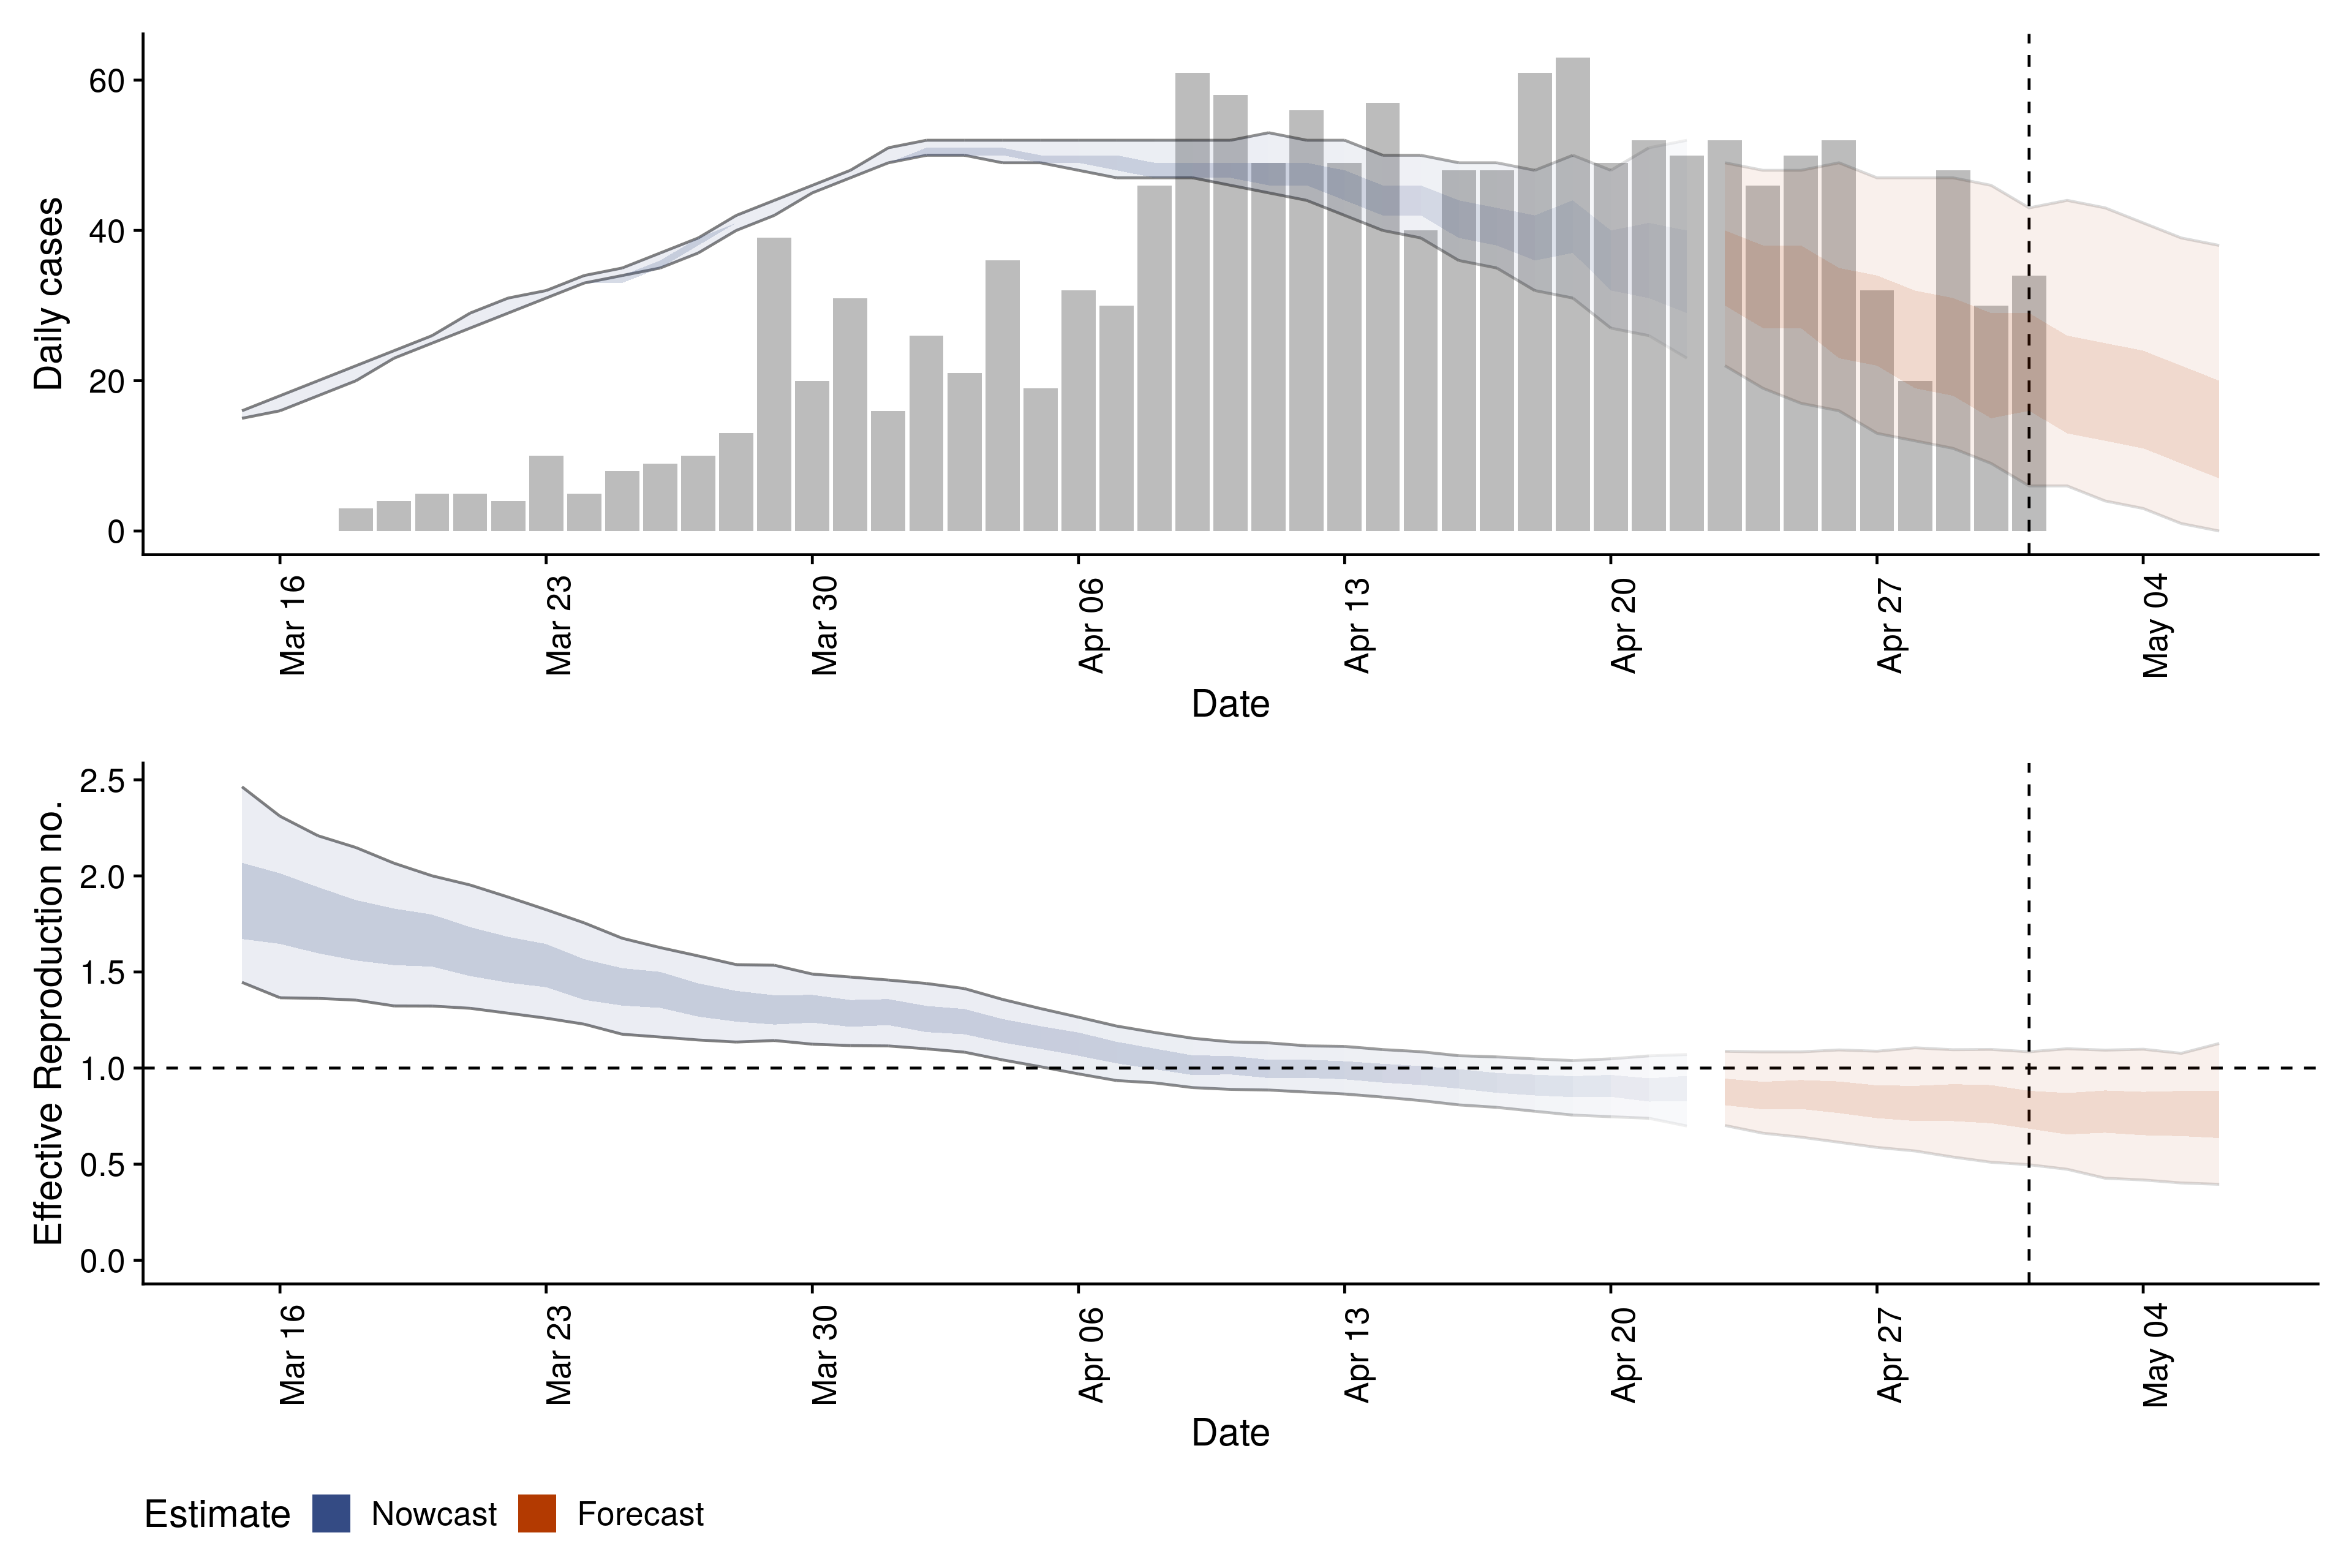 Daily cases
60
40
20
0
Mar 16
Mar 23
Mar 30
Apr 06
Apr 13
Apr 20
Apr 27
May 04
Date
Effective Reproduction no.
2.5
2.0
1.5
1.0
0.5
0.0
Mar 16
Mar 23
Mar 30
Apr 06
Apr 13
Apr 20
Apr 27
May 04
Date
Estimate Nowcast Forecast